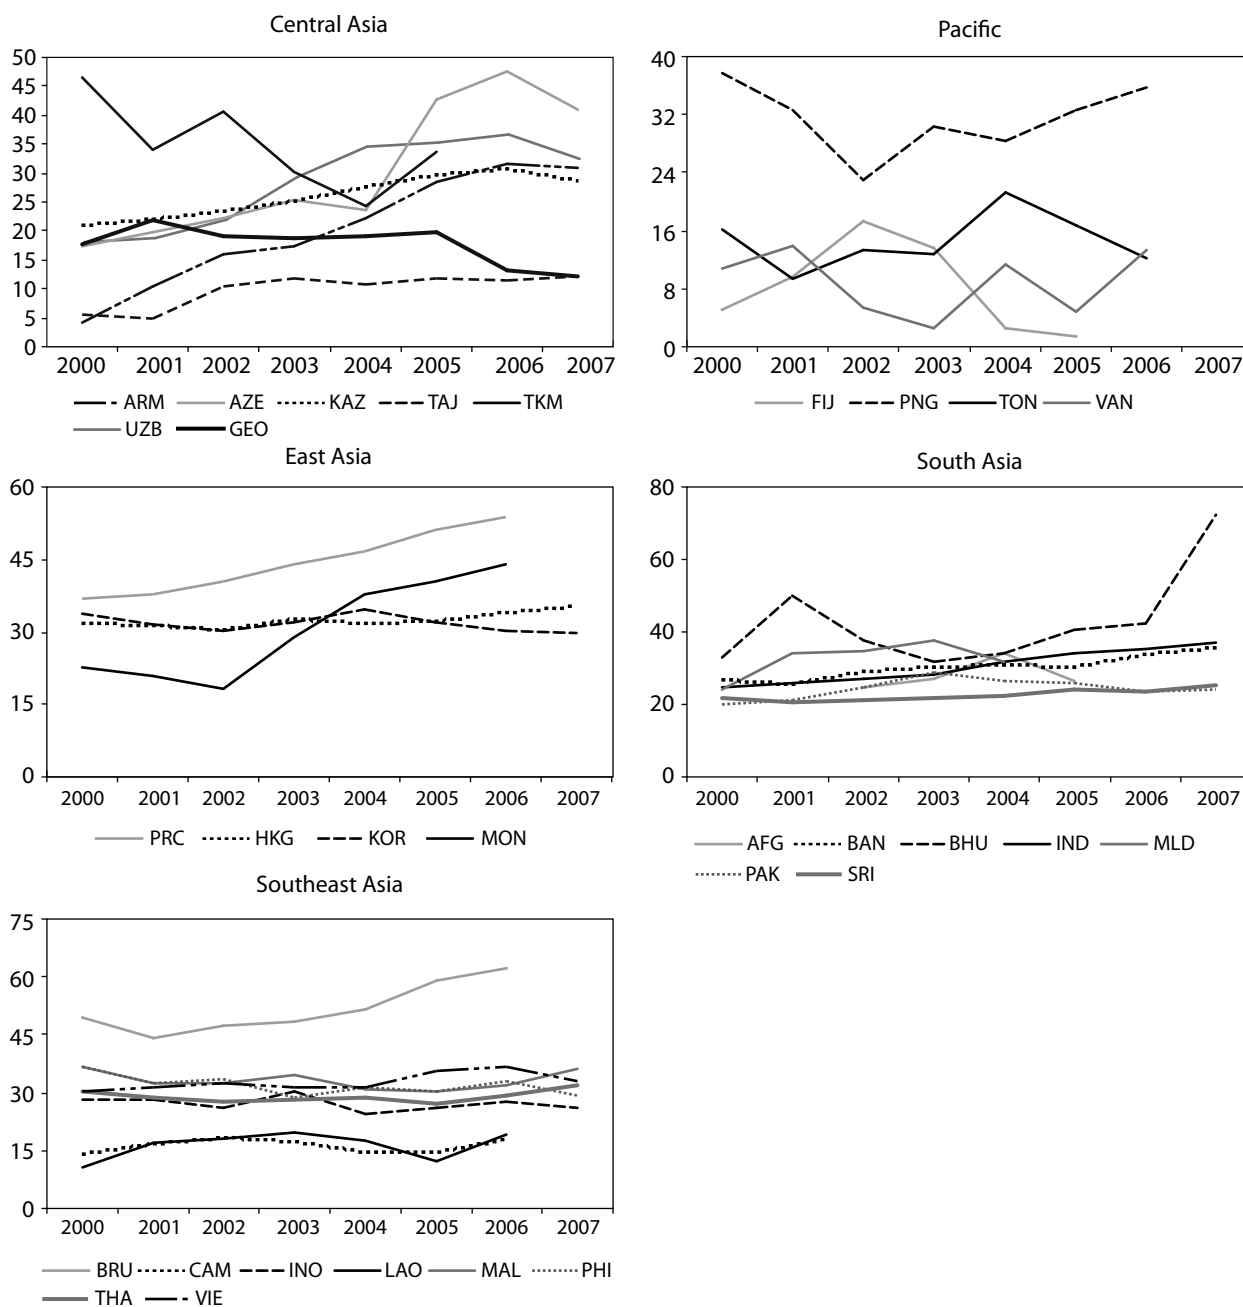 Central Asia
50
45
40
35
30
25
20
15
10
5
0
2000 2001 2002 2003 2004 2005 2006 2007
ARM AZE KAZ TAJ TKM
UZB GEO
Pacific
40
32
24
16
8
0
2000 2001 2002 2003 2004 2005 2006 2007
FIJ PNG TON VAN
East Asia
60
45
30
15
0
2000 2001 2002 2003 2004 2005 2006 2007
PRC HKG KOR MON
South Asia
80
60
40
20
0
2000 2001 2002 2003 2004 2005 2006 2007
AFG BAN BHU IND MLD
PAK SRI
Southeast Asia
75
60
45
30
15
0
2000 2001 2002 2003 2004 2005 2006 2007
BRU CAM INO LAO MAL PHI
THA VIE